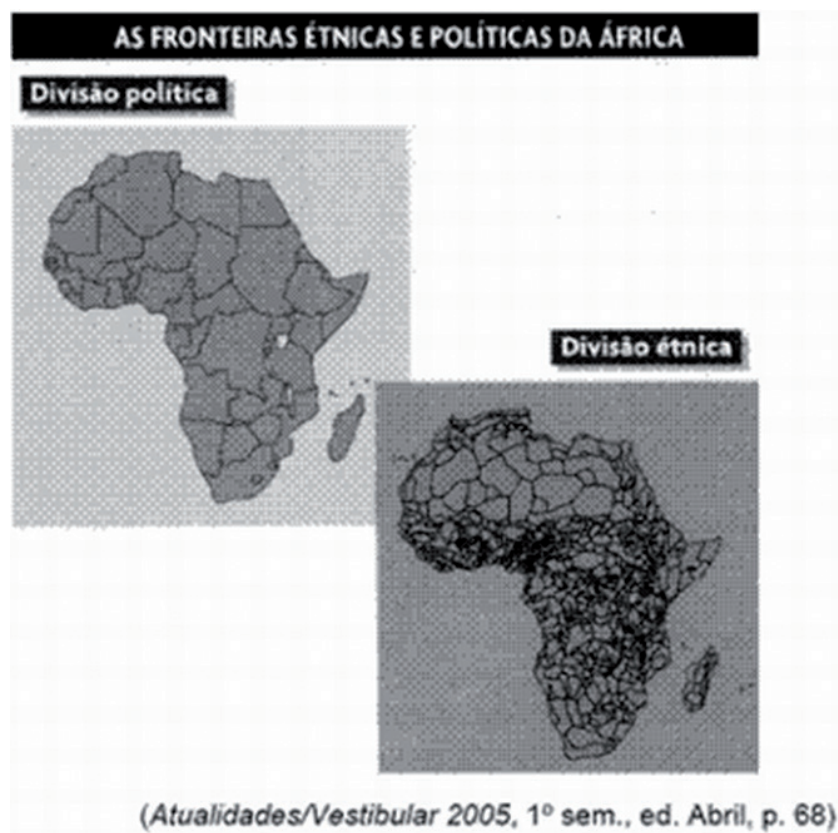 AS FRONTEIRAS ÉTNICAS E POLÍTICAS DA ÁFRICA
Divisão política
Divisão étnica
(Atualidades/Vestibular 2005, 1º sem., ed. Abril, p. 68)